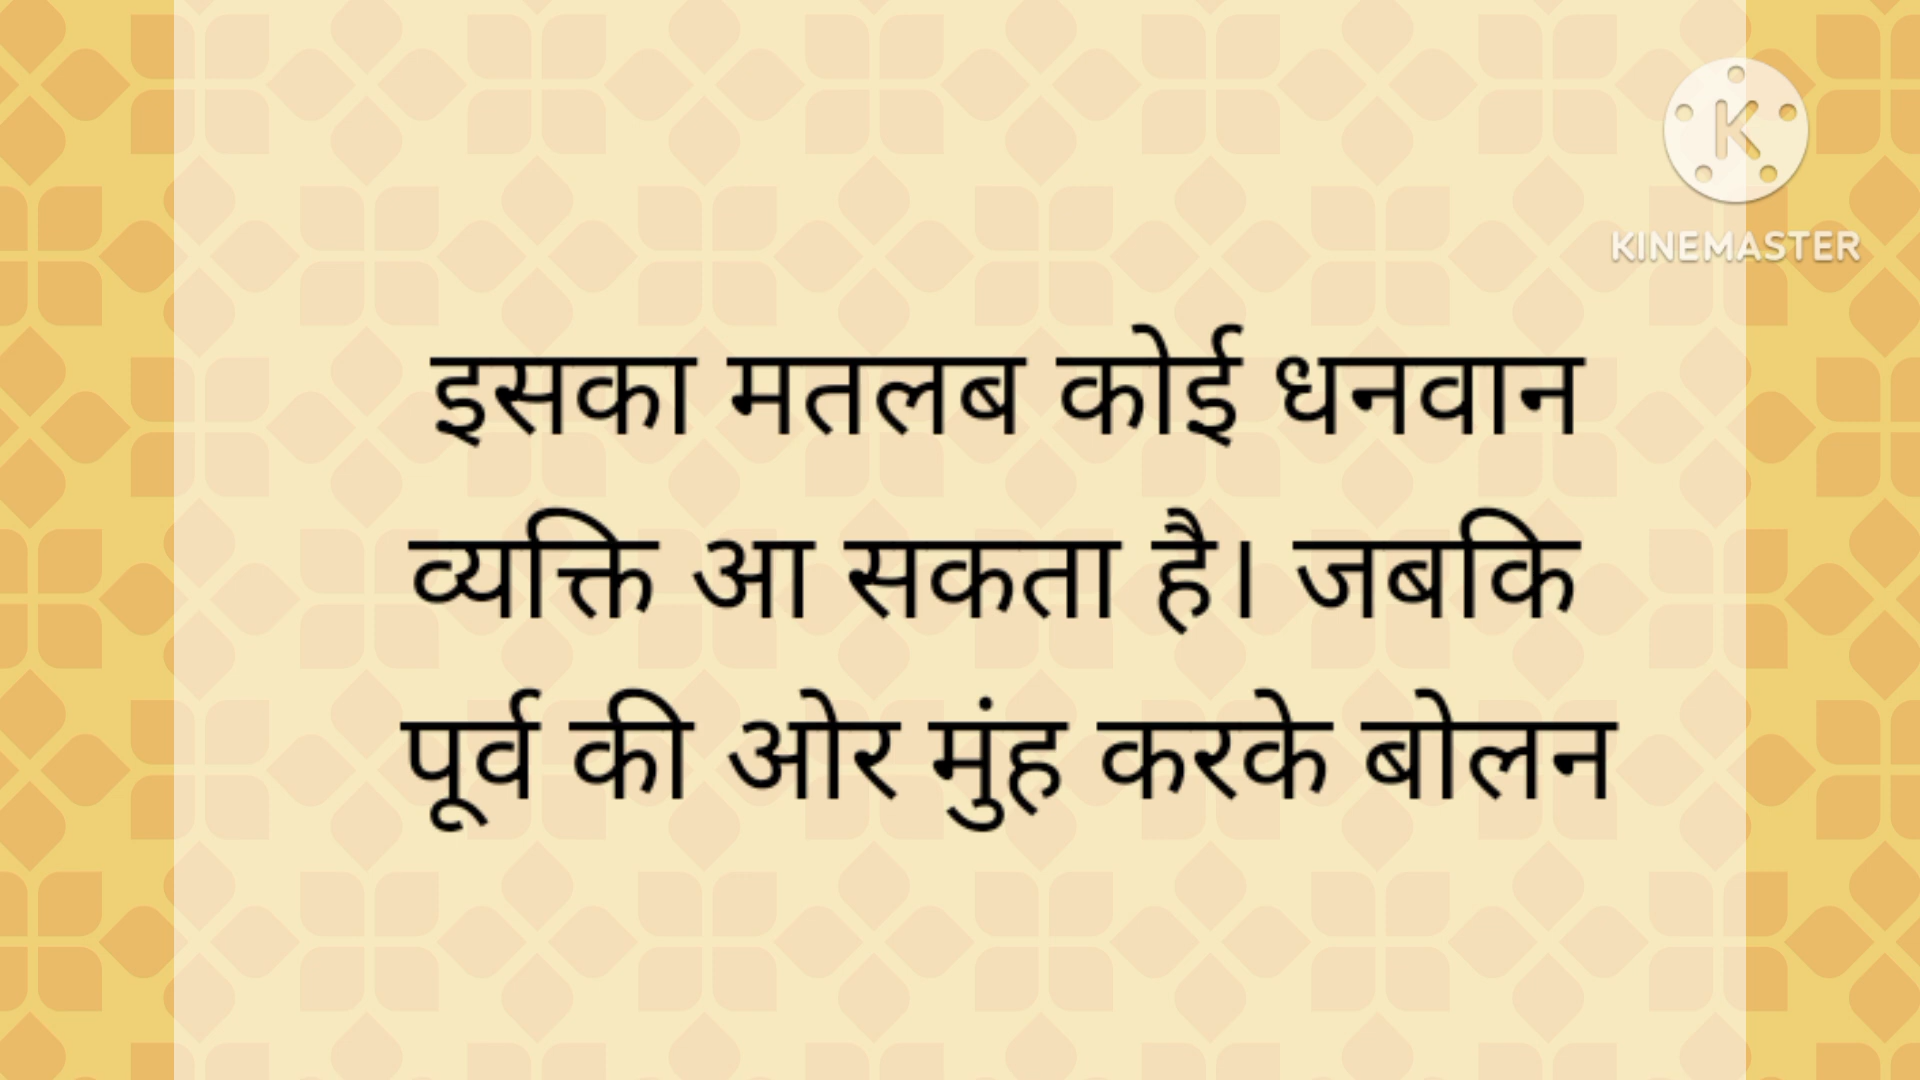 KINEMASTER
इसका मतलब कोई धनवान
व्यक्ति आ सकता है। जबकि
पूर्व की ओर मुंह करके बोलन